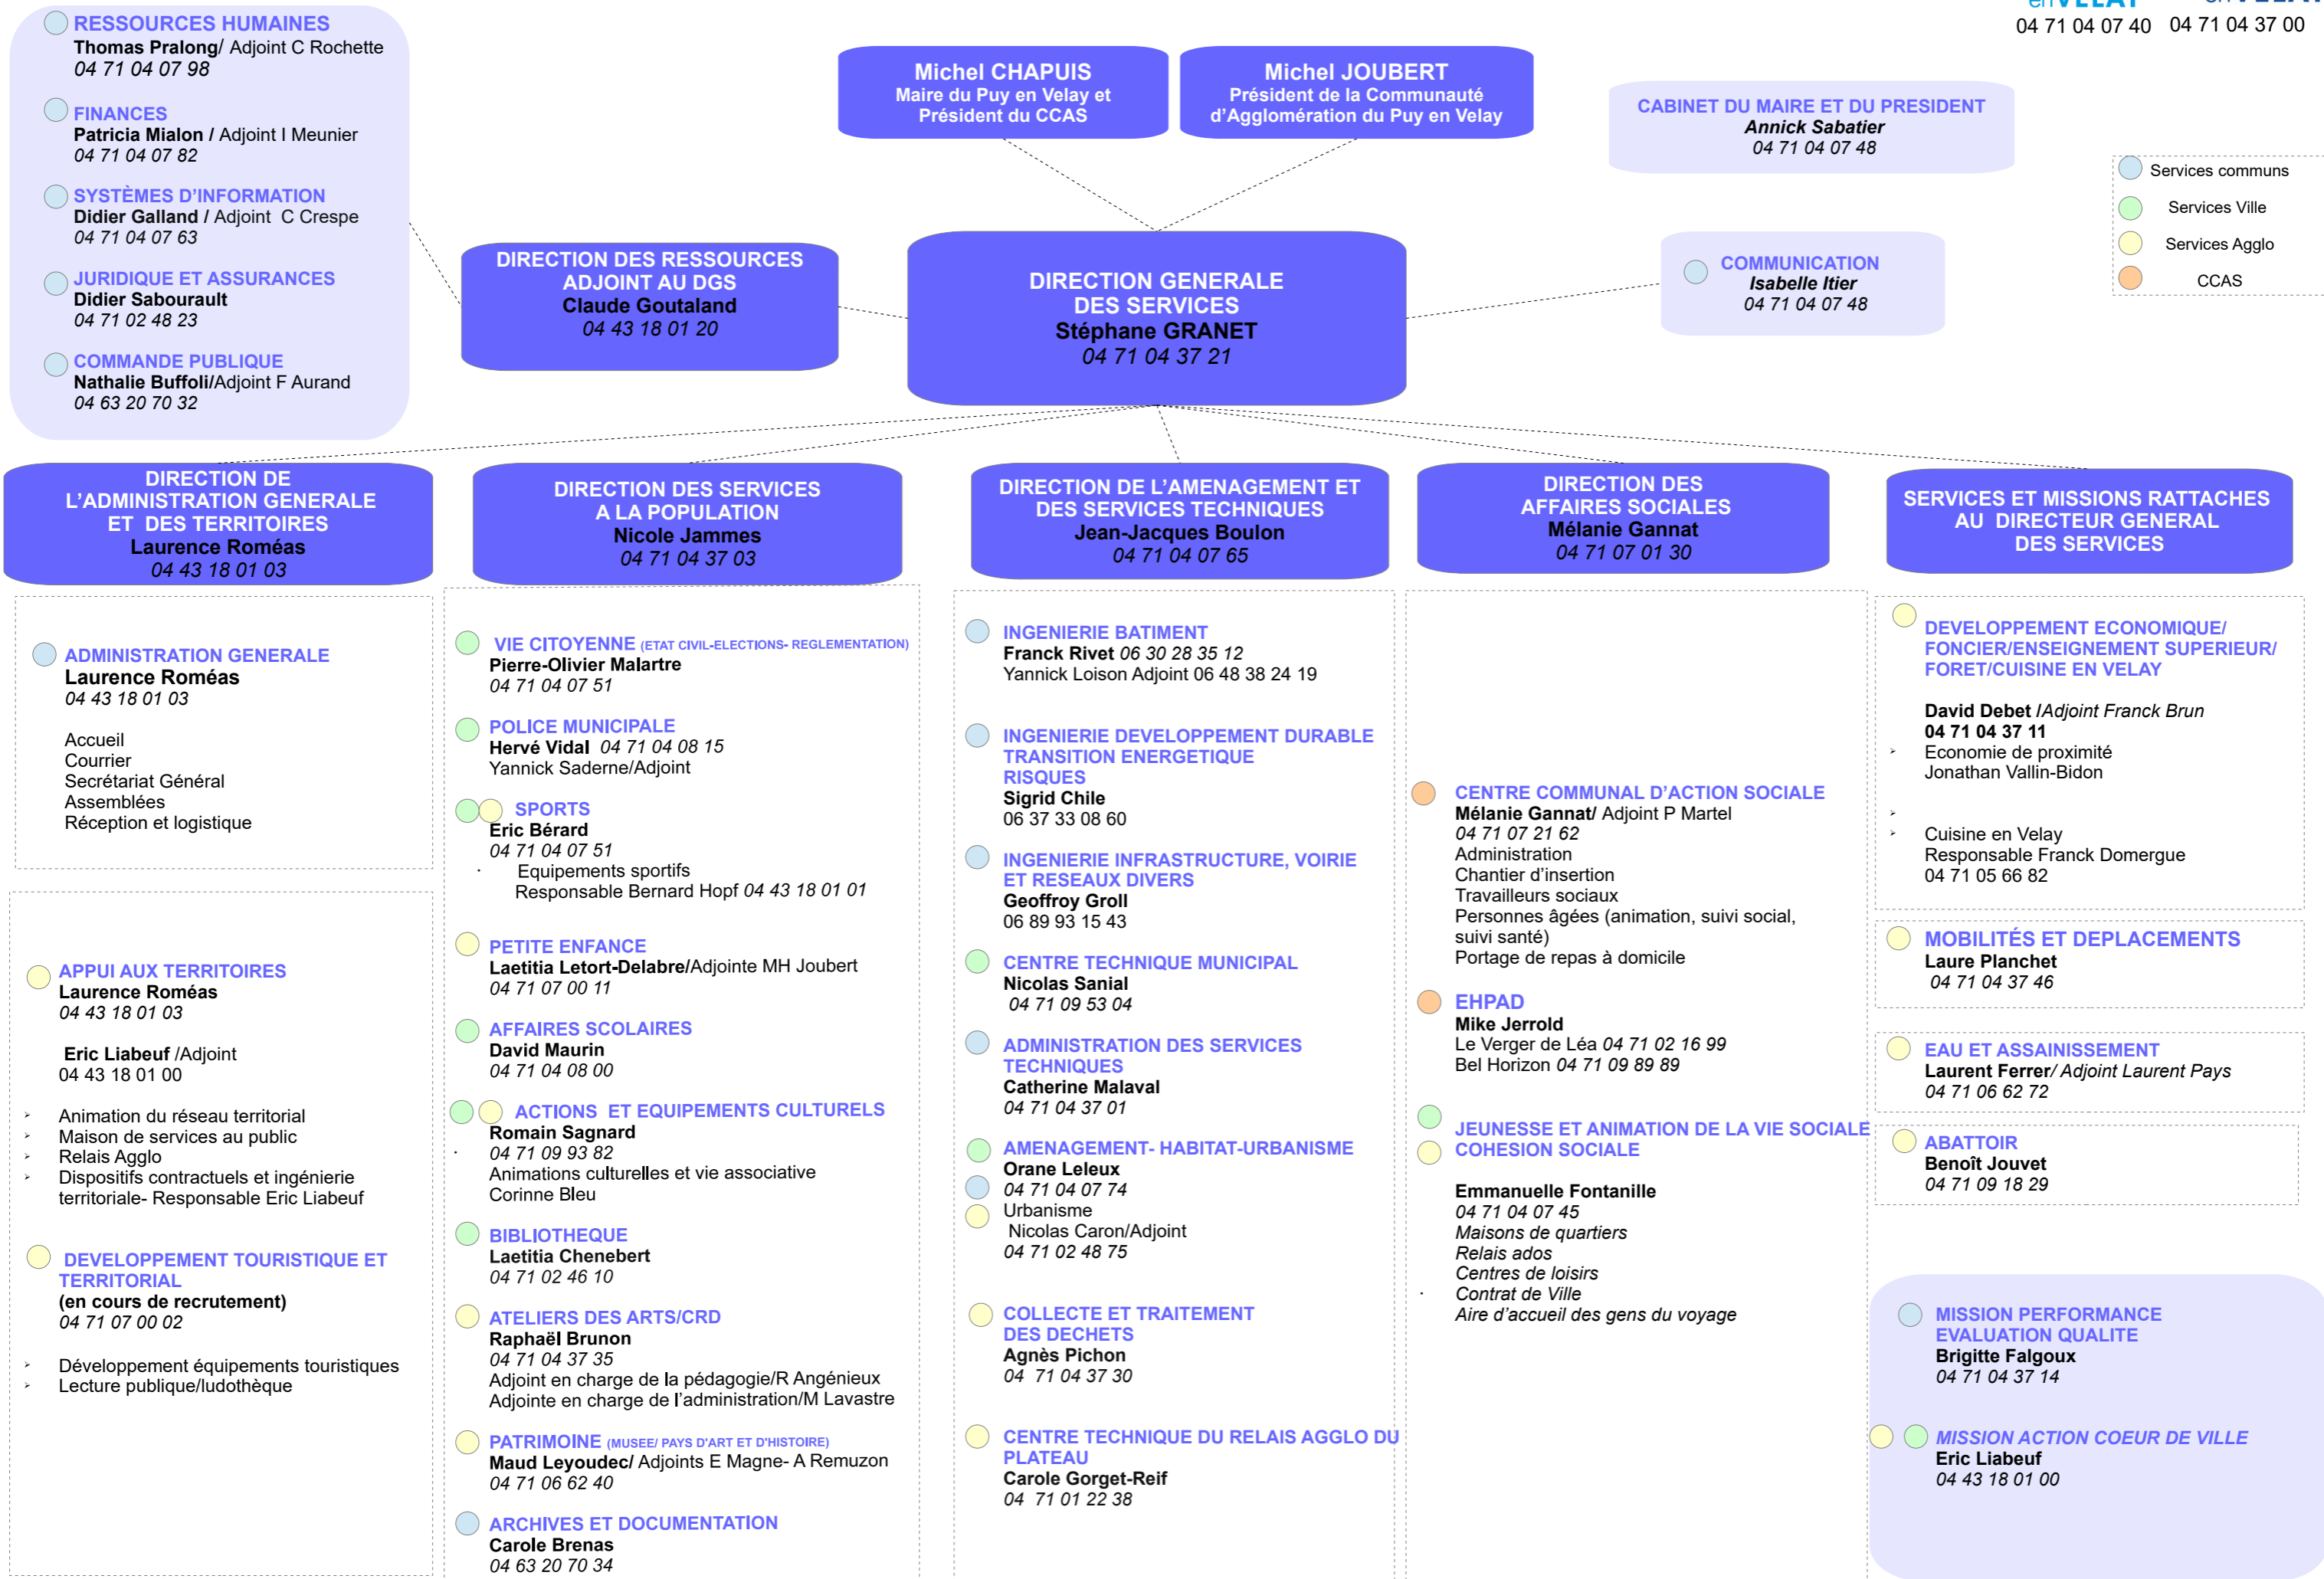 en VELAY
04 71 04 07 40
en VELAY
04 71 04 37 00
RESSOURCES HUMAINES
Thomas Pralong/ Adjoint C Rochette
04 71 04 07 98
FINANCES
Patricia Mialon / Adjoint I Meunier
04 71 04 07 82
SYSTÈMES D'INFORMATION
Didier Galland / Adjoint C Crespe
04 71 04 07 63
JURIDIQUE ET ASSURANCES
Didier Sabourault
04 71 02 48 23
COMMANDE PUBLIQUE
Nathalie Buffoli/Adjoint F Aurand
04 63 20 70 32
Michel CHAPUIS
Maire du Puy en Velay et
Président du CCAS
Michel JOUBERT
Président de la Communauté
d'Agglomération du Puy en Velay
CABINET DU MAIRE ET DU PRESIDENT
Annick Sabatier
04 71 04 07 48
Services communs
Services Ville
Services Agglo
CCAS
DIRECTION DES RESSOURCES
ADJOINT AU DGS
Claude Goutaland
04 43 18 01 20
DIRECTION GENERALE
DES SERVICES
Stéphane GRANET
04 71 04 37 21
COMMUNICATION
Isabelle Itier
04 71 04 07 48
DIRECTION DE
L'ADMINISTRATION GENERALE
ET DES TERRITOIRES
Laurence Roméas
04 43 18 01 03
ADMINISTRATION GENERALE
Laurence Roméas
04 43 18 01 03
Accueil
Courrier
Secrétariat Général
Assemblées
Réception et logistique
APPUI AUX TERRITOIRES
Laurence Roméas
04 43 18 01 03
Eric Liabeuf /Adjoint
04 43 18 01 00
Animation du réseau territorial
Maison de services au public
Relais Agglo
Dispositifs contractuels et ingénierie
territoriale- Responsable Eric Liabeuf
DEVELOPPEMENT TOURISTIQUE ET
TERRITORIAL
(en cours de recrutement)
04 71 07 00 02
Développement équipements touristiques
Lecture publique/ludothèque
DIRECTION DES SERVICES
A LA POPULATION
Nicole Jammes
04 71 04 37 03
VIE CITOYENNE (ETAT CIVIL-ELECTIONS- REGLEMENTATION)
Pierre-Olivier Malartre
04 71 04 07 51
POLICE MUNICIPALE
Hervé Vidal 04 71 04 08 15
Yannick Saderne/Adjoint
SPORTS
Eric Bérard
04 71 04 07 51
Equipements sportifs
Responsable Bernard Hopf 04 43 18 01 01
PETITE ENFANCE
Laetitia Letort-Delabre/Adjointe MH Joubert
04 71 07 00 11
AFFAIRES SCOLAIRES
David Maurin
04 71 04 08 00
ACTIONS ET EQUIPEMENTS CULTURELS
Romain Sagnard
04 71 09 93 82
Animations culturelles et vie associative
Corinne Bleu
BIBLIOTHEQUE
Laetitia Chenebert
04 71 02 46 10
ATELIERS DES ARTS/CRD
Raphaël Brunon
04 71 04 37 35
Adjoint en charge de la pédagogie/R Angénieux
Adjointe en charge de l'administration/M Lavastre
PATRIMOINE (MUSEE/ PAYS D'ART ET D'HISTOIRE)
Maud Leyoudec/ Adjoints E Magne- A Remuzon
04 71 06 62 40
ARCHIVES ET DOCUMENTATION
Carole Brenas
04 63 20 70 34
DIRECTION DE L'AMENAGEMENT ET
DES SERVICES TECHNIQUES
Jean-Jacques Boulon
04 71 04 07 65
INGENIERIE BATIMENT
Franck Rivet 06 30 28 35 12
Yannick Loison Adjoint 06 48 38 24 19
INGENIERIE DEVELOPPEMENT DURABLE
TRANSITION ENERGETIQUE
RISQUES
Sigrid Chile
06 37 33 08 60
INGENIERIE INFRASTRUCTURE, VOIRIE
ET RESEAUX DIVERS
Geoffroy Groll
06 89 93 15 43
CENTRE TECHNIQUE MUNICIPAL
Nicolas Sanial
04 71 09 53 04
ADMINISTRATION DES SERVICES
TECHNIQUES
Catherine Malaval
04 71 04 37 01
AMENAGEMENT- HABITAT-URBANISME
Orane Leleux
04 71 04 07 74
Urbanisme
Nicolas Caron/Adjoint
04 71 02 48 75
COLLECTE ET TRAITEMENT
DES DECHETS
Agnès Pichon
04 71 04 37 30
CENTRE TECHNIQUE DU RELAIS AGGLO DU
PLATEAU
Carole Gorget-Reif
04 71 01 22 38
DIRECTION DES
AFFAIRES SOCIALES
Mélanie Gannat
04 71 07 01 30
CENTRE COMMUNAL D'ACTION SOCIALE
Mélanie Gannat/ Adjoint P Martel
04 71 07 21 62
Administration
Chantier d'insertion
Travailleurs sociaux
Personnes âgées (animation, suivi social,
suivi santé)
Portage de repas à domicile
EHPAD
Mike Jerrold
Le Verger de Léa 04 71 02 16 99
Bel Horizon 04 71 09 89 89
JEUNESSE ET ANIMATION DE LA VIE SOCIALE
COHESION SOCIALE
Emmanuelle Fontanille
04 71 04 07 45
Maisons de quartiers
Relais ados
Centres de loisirs
Contrat de Ville
Aire d'accueil des gens du voyage
SERVICES ET MISSIONS RATTACHES
AU DIRECTEUR GENERAL
DES SERVICES
DEVELOPPEMENT ECONOMIQUE/
FONCIER/ENSEIGNEMENT SUPERIEUR/
FORET/CUISINE EN VELAY
David Debet /Adjoint Franck Brun
04 71 04 37 11
Economie de proximité
Jonathan Vallin-Bidon
Cuisine en Velay
Responsable Franck Domergue
04 71 05 66 82
MOBILITÉS ET DEPLACEMENTS
Laure Planchet
04 71 04 37 46
EAU ET ASSAINISSEMENT
Laurent Ferrer/ Adjoint Laurent Pays
04 71 06 62 72
ABATTOIR
Benoît Jouvet
04 71 09 18 29
MISSION PERFORMANCE
EVALUATION QUALITE
Brigitte Falgoux
04 71 04 37 14
MISSION ACTION COEUR DE VILLE
Eric Liabeuf
04 43 18 01 00